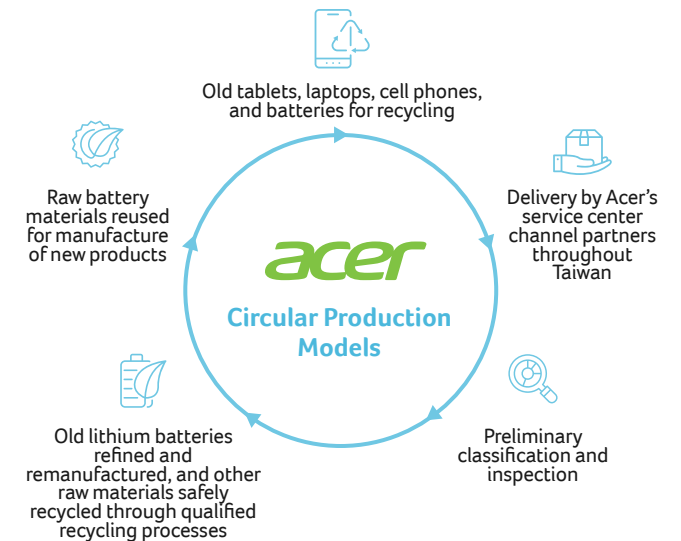 Old tablets, laptops, cell phones,
and batteries for recycling
Delivery by Acer's
service center
channel partners
throughout
Taiwan
Preliminary
classification and
inspection
Old lithium batteries
refined and
remanufactured, and other
raw materials safely
recycled through qualified
recycling processes
Raw battery
materials reused
for manufacture
of new products
acer
Circular Production
Models